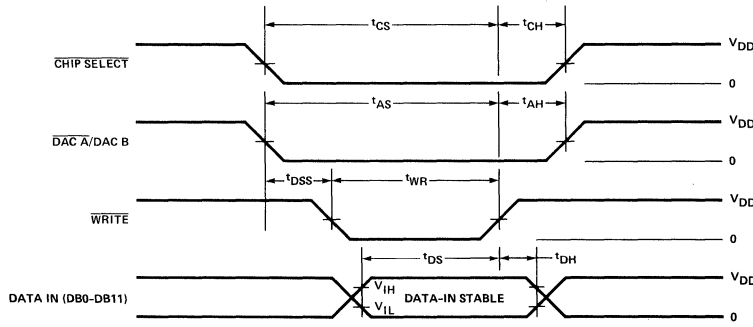 tCS
tCH
VDD
CHIP SELECT
0
tAS
tAH
VDD
DAC A/DAC B
0
tDSS
tWR
VDD
WRITE
0
tDS
tDH
VDD
VIH
DATA IN (DB0-DB11)
DATA-IN STABLE
VIL
0